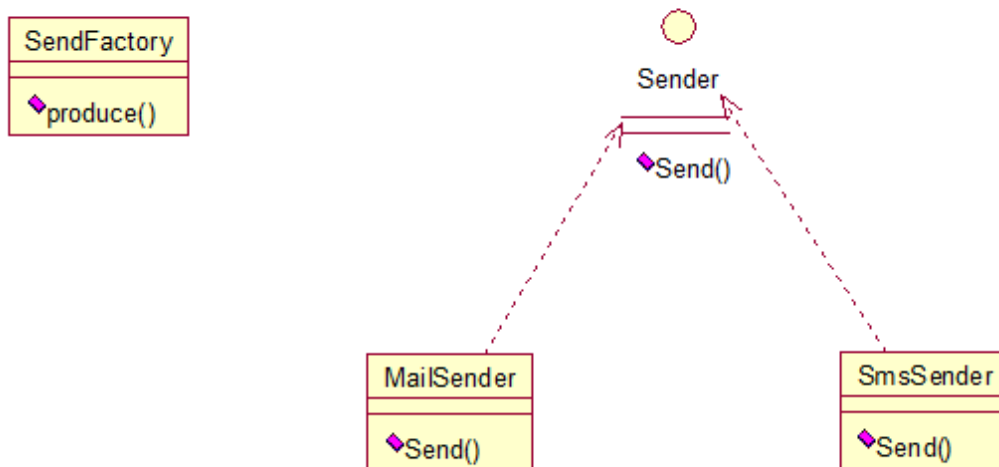 SendFactory
produce()
Sender
Send()
MailSender
Send()
SmsSender
Send()